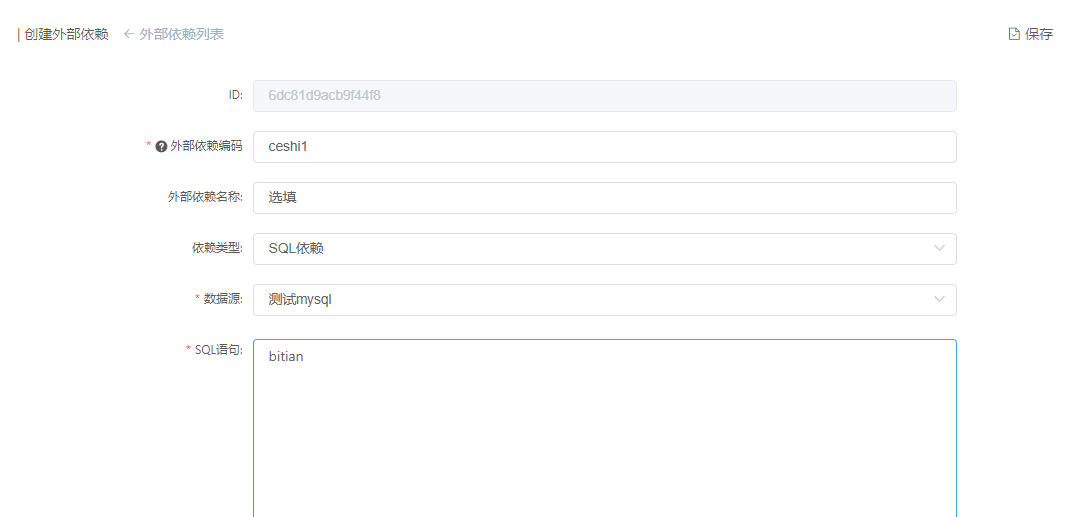 | 创建外部依赖 ← 外部依赖列表 保存
ID: 6dc81d9acb9f44f8
* ? 外部依赖编码 ceshi1
外部依赖名称: 选填
依赖类型: SQL依赖
* 数据源: 测试mysql
* SQL语句: bitian